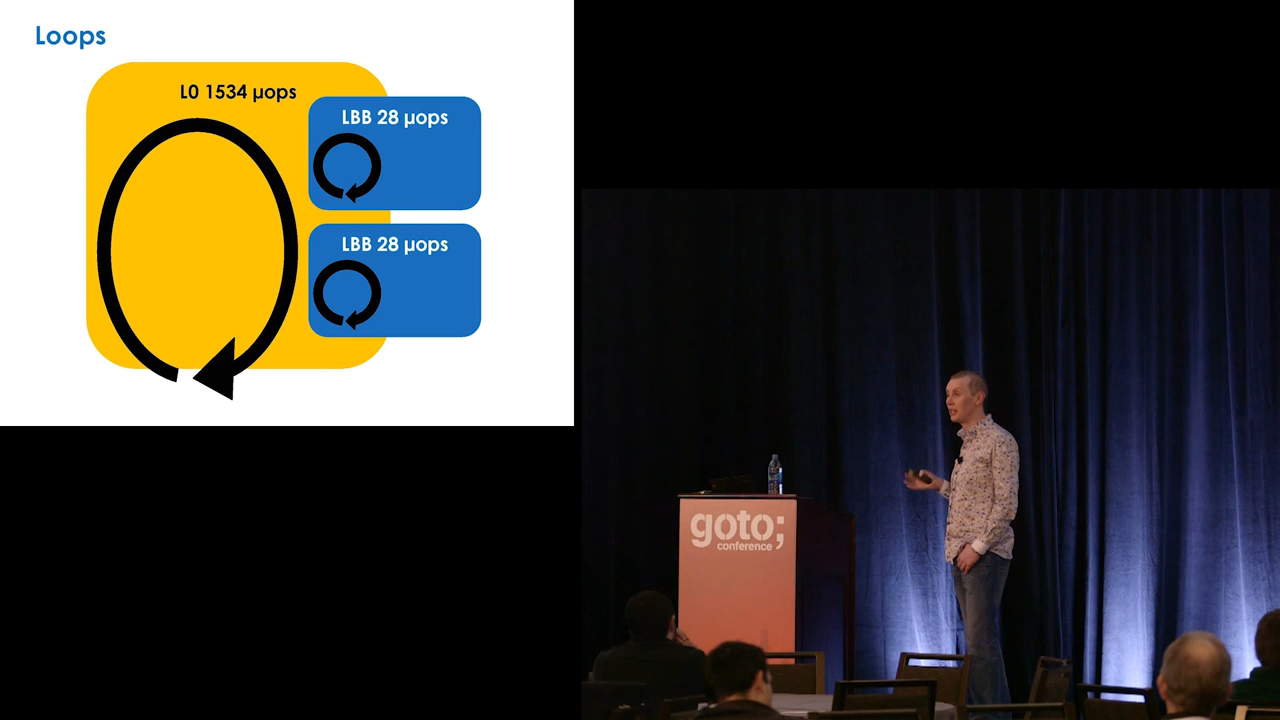 Loops
L0 1534 µops
LBB 28 µops
LBB 28 µops
goto;
conference